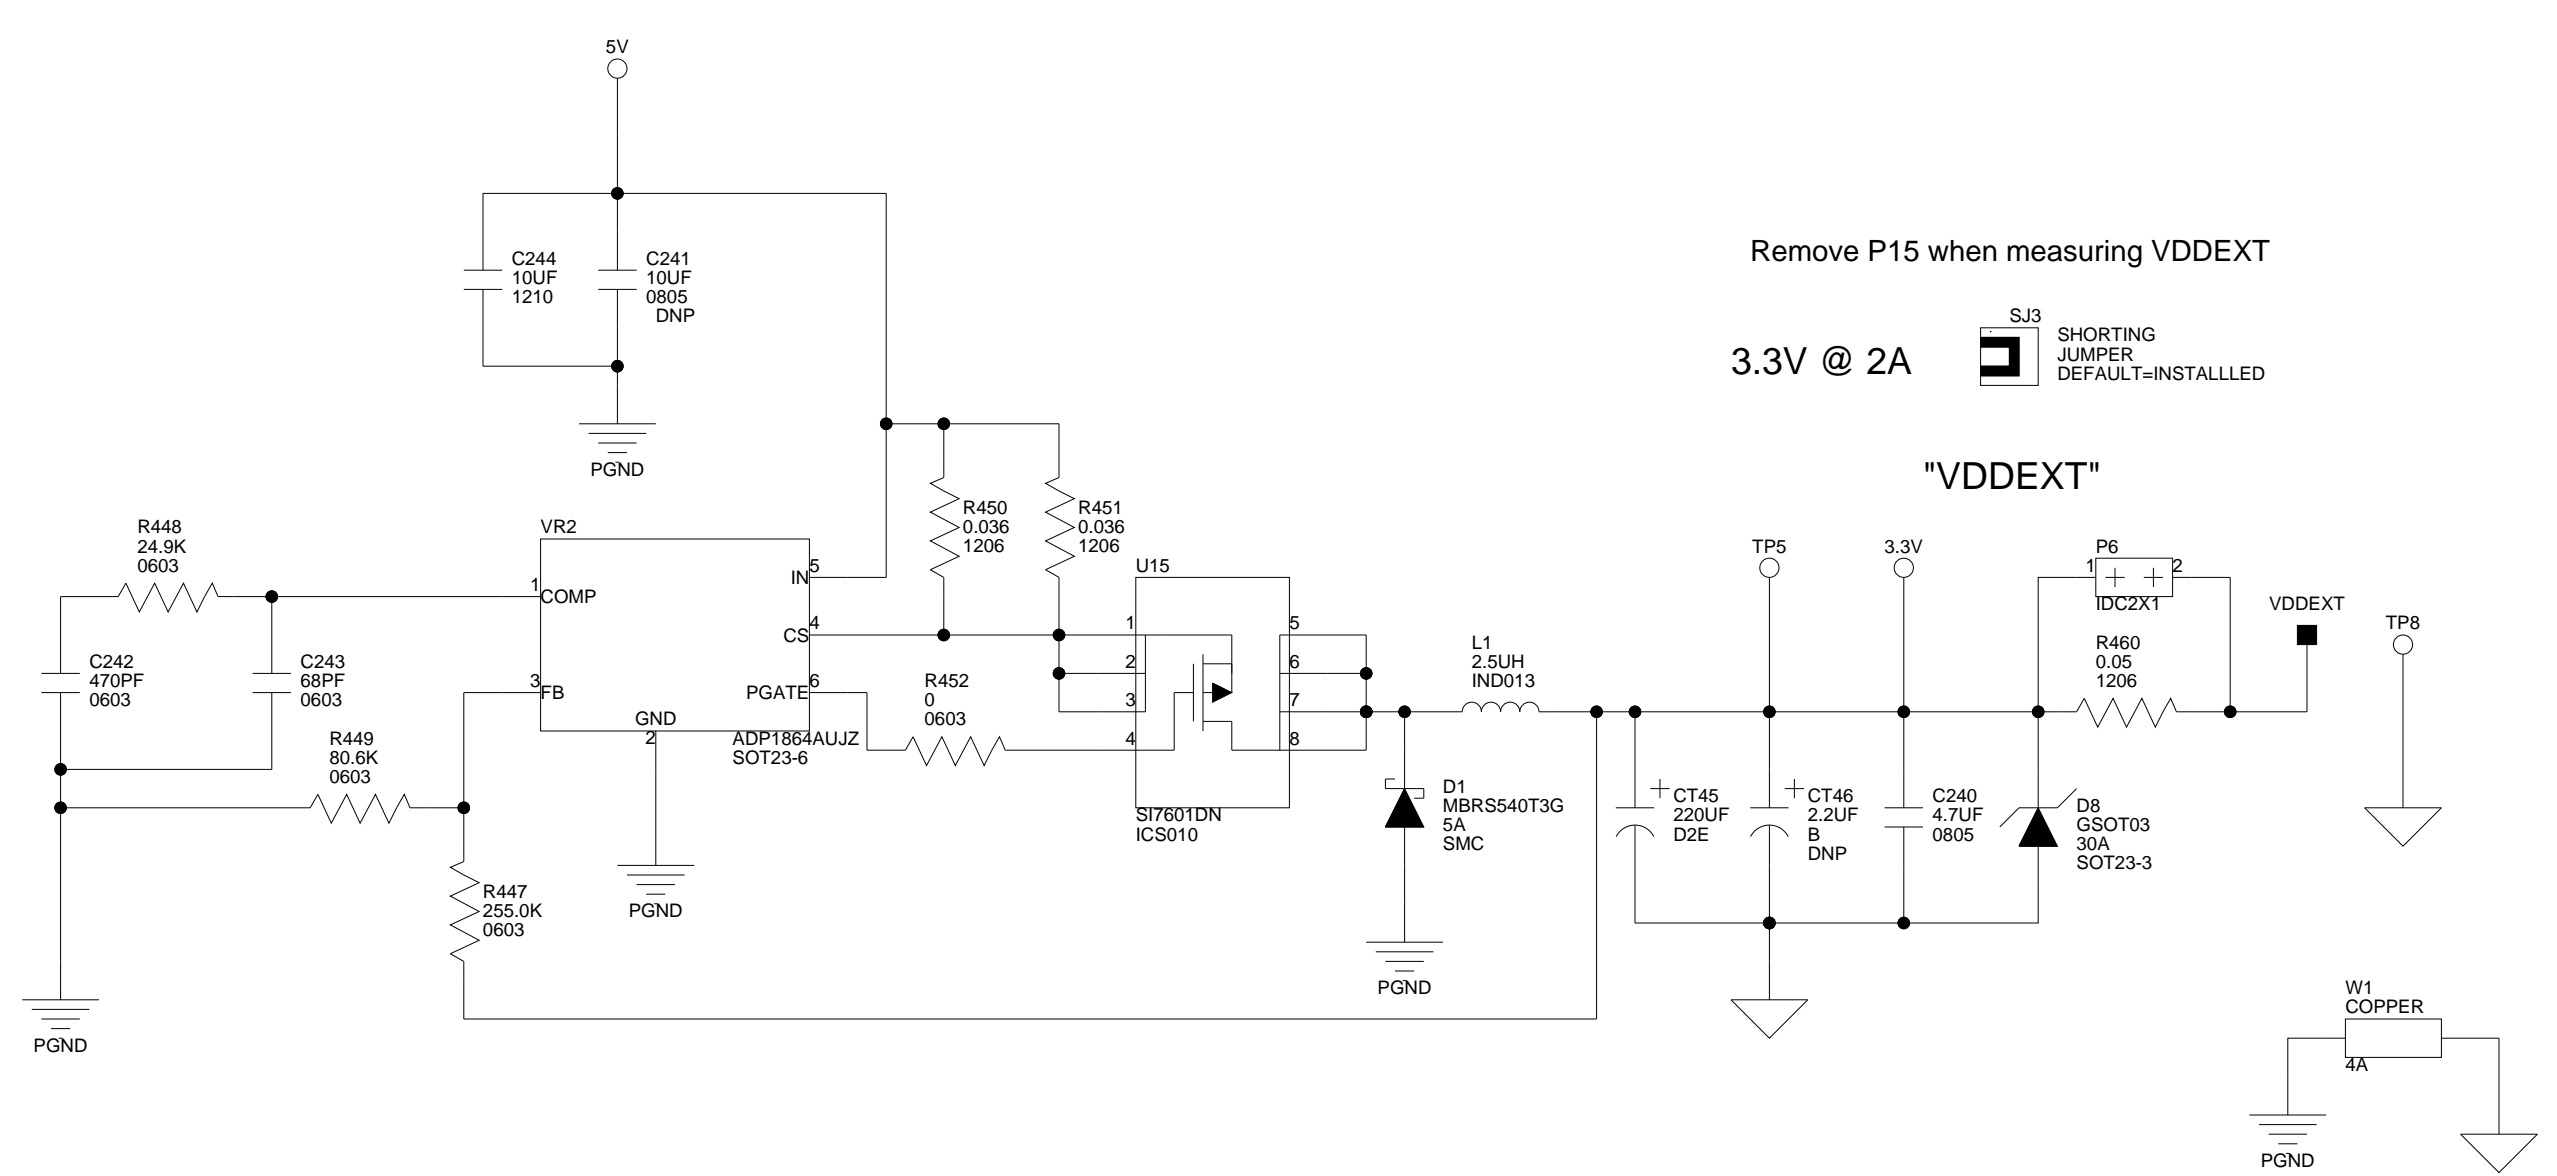 5V
C244
10UF
1210
C241
10UF
0805
DNP
PGND
Remove P15 when measuring VDDEXT
3.3V @ 2A
SJ3
SHORTING
JUMPER
DEFAULT=INSTALLLED
"VDDEXT"
R448
24.9K
0603
C242
470PF
0603
C243
68PF
0603
R449
80.6K
0603
R447
255.0K
0603
PGND
VR2
1
COMP
3
FB
GND
2
IN
5
CS
4
PGATE
6
ADP1864AUJZ
SOT23-6
PGND
R450
0.036
1206
R451
0.036
1206
R452
0
0603
U15
1
2
3
4
5
6
7
8
SI7601DN
ICS010
D1
MBRS540T3G
5A
SMC
PGND
L1
2.5UH
IND013
TP5
3.3V
CT45
220UF
D2E
CT46
2.2UF
B
DNP
C240
4.7UF
0805
D8
GSOT03
30A
SOT23-3
P6
1
2
IDC2X1
R460
0.05
1206
VDDEXT
TP8
W1
COPPER
4A
PGND